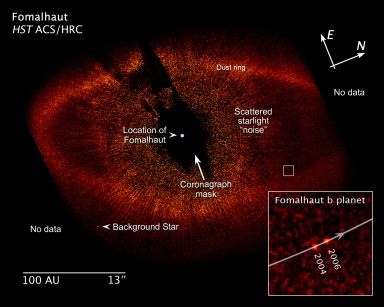 Fomalhaut
HST ACS/HRC
E
N
Dust ring
No data
Scattered
starlight
"noise"
Location of
Fomalhaut
Coronagraph
mask
No data
Background Star
100 AU
13"
Fomalhaut b planet
2006
2004